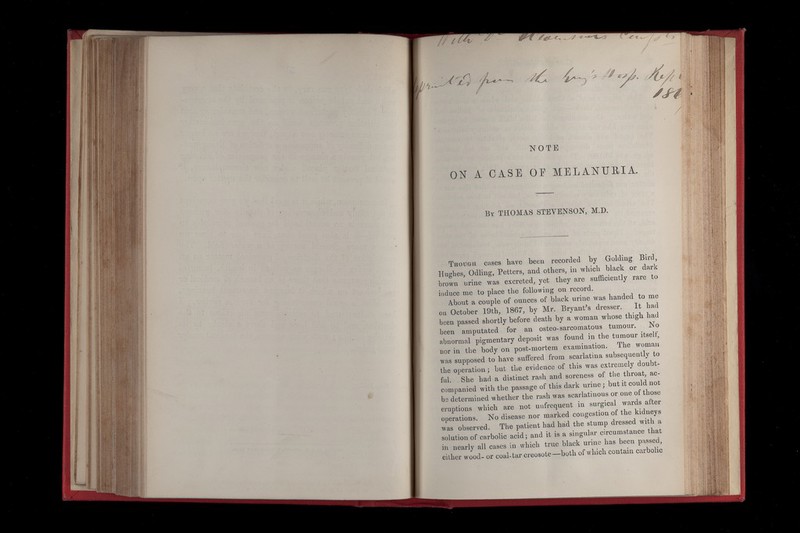 With Dr
from the Guy's Hosp. Rep
186
NOTE
ON A CASE OF MELANURIA.
By THOMAS STEVENSON, M.D.
Though cases have been recorded by Golding Bird,
Hughes, Odling, Petters, and others, in which black or dark
brown urine was excreted, yet they are sufficiently rare to
induce me to place the following on record.
About a couple of ounces of black urine was handed to me
on October 19th, 1867, by Mr. Bryant's dresser. It had
been passed shortly before death by a woman whose thigh had
been amputated for an osteo-sarcomatous tumour. No
abnormal pigmentary deposit was found in the tumour itself,
nor in the body on post-mortem examination. The woman
was supposed to have suffered from scarlatina subsequently to
the operation; but the evidence of this was extremely doubt-
ful. She had a distinct rash and soreness of the throat, ac-
companied with the passage of this dark urine; but it could not
be determined whether the rash was scarlatinous or one of those
eruptions which are not unfrequent in surgical wards after
operations. No disease nor marked congestion of the kidneys
was observed. The patient had had the stump dressed with a
solution of carbolic acid; and it is a singular circumstance that
in nearly all cases in which true black urine has been passed,
either wood- or coal-tar creosote—both of which contain carbolic